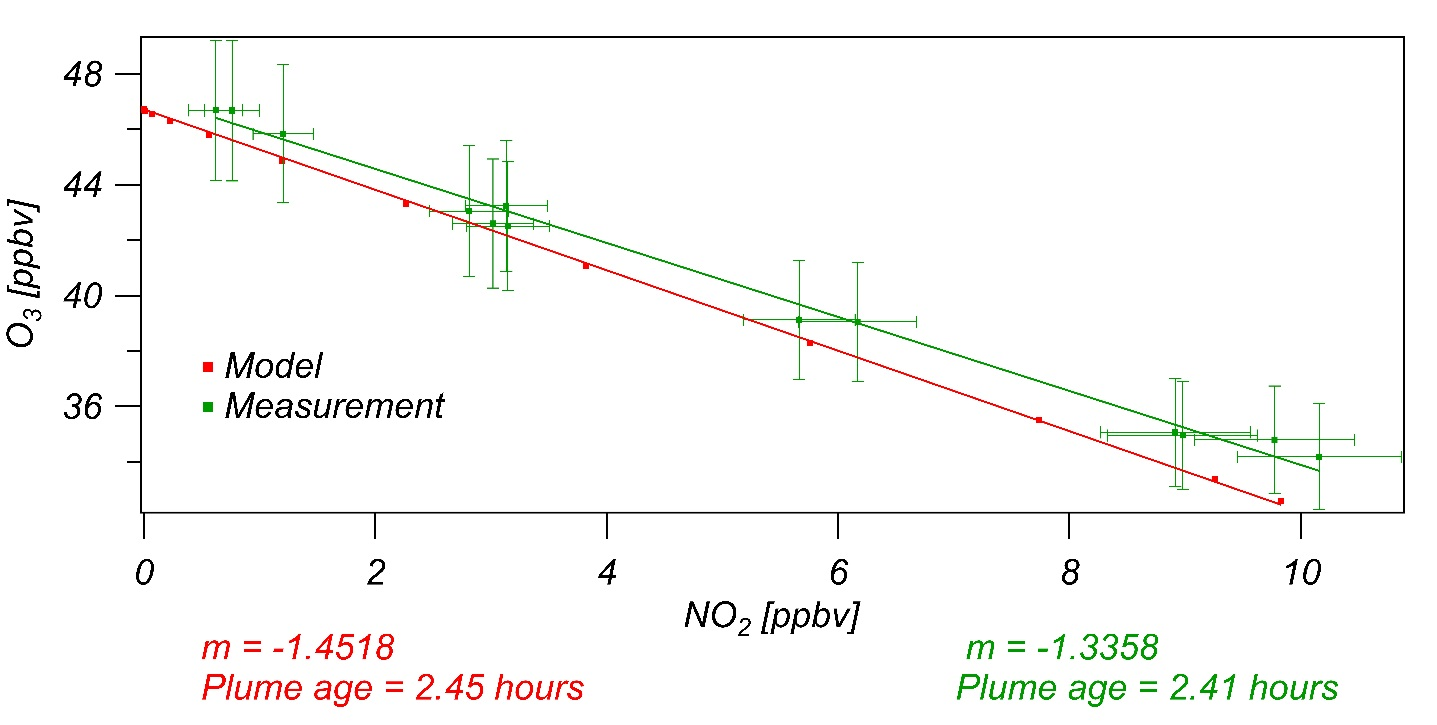 48
44
40
36
O3 [ppbv]
Model
Measurement
0 2 4 6 8 10
NO2 [ppbv]
m = -1.4518
Plume age = 2.45 hours
m = -1.3358
Plume age = 2.41 hours